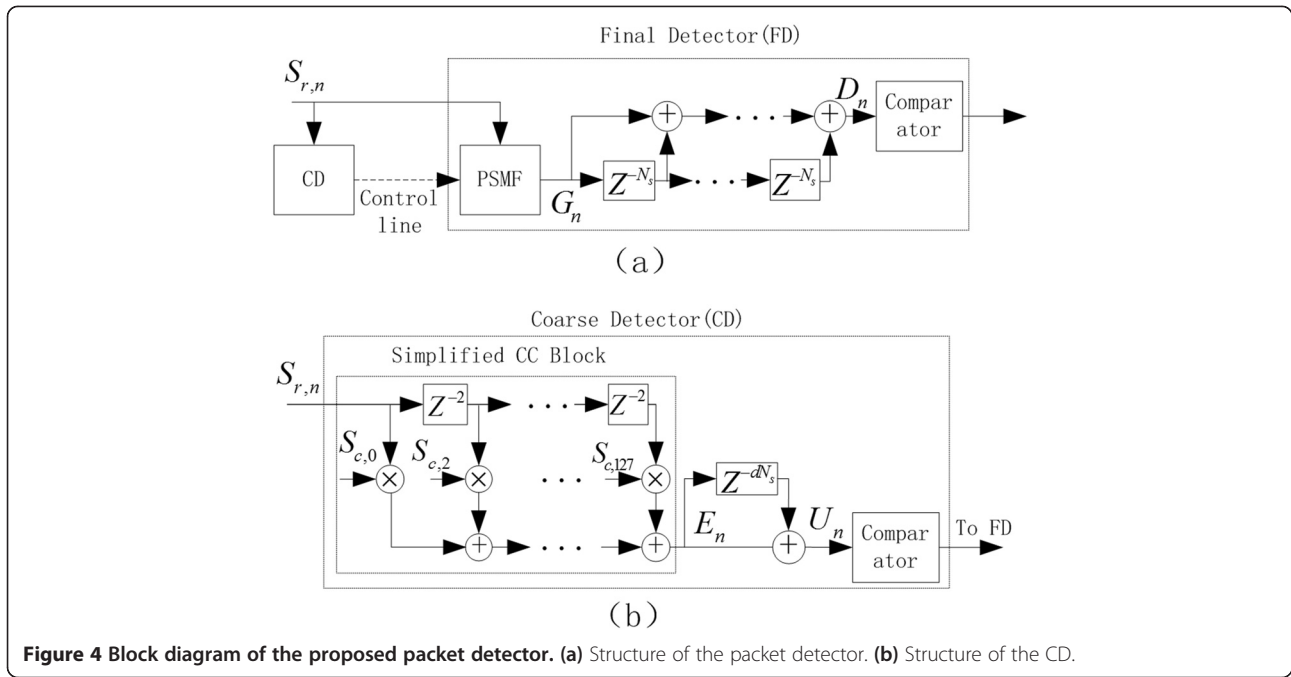 Final Detector(FD)
S_{r,n}
D_n
Compar
ator
CD
PSMF
Z^{-N_s}
. . .
Z^{-N_s}
Control
line
G_n
(a)
Coarse Detector(CD)
Simplified CC Block
S_{r,n}
Z^{-2}
. . .
Z^{-2}
S_{c,0}
S_{c,2}
S_{c,127}
. . .
Z^{-dN_s}
E_n
U_n
To FD
Compar
ator
. . .
(b)
Figure 4 Block diagram of the proposed packet detector. (a) Structure of the packet detector. (b) Structure of the CD.